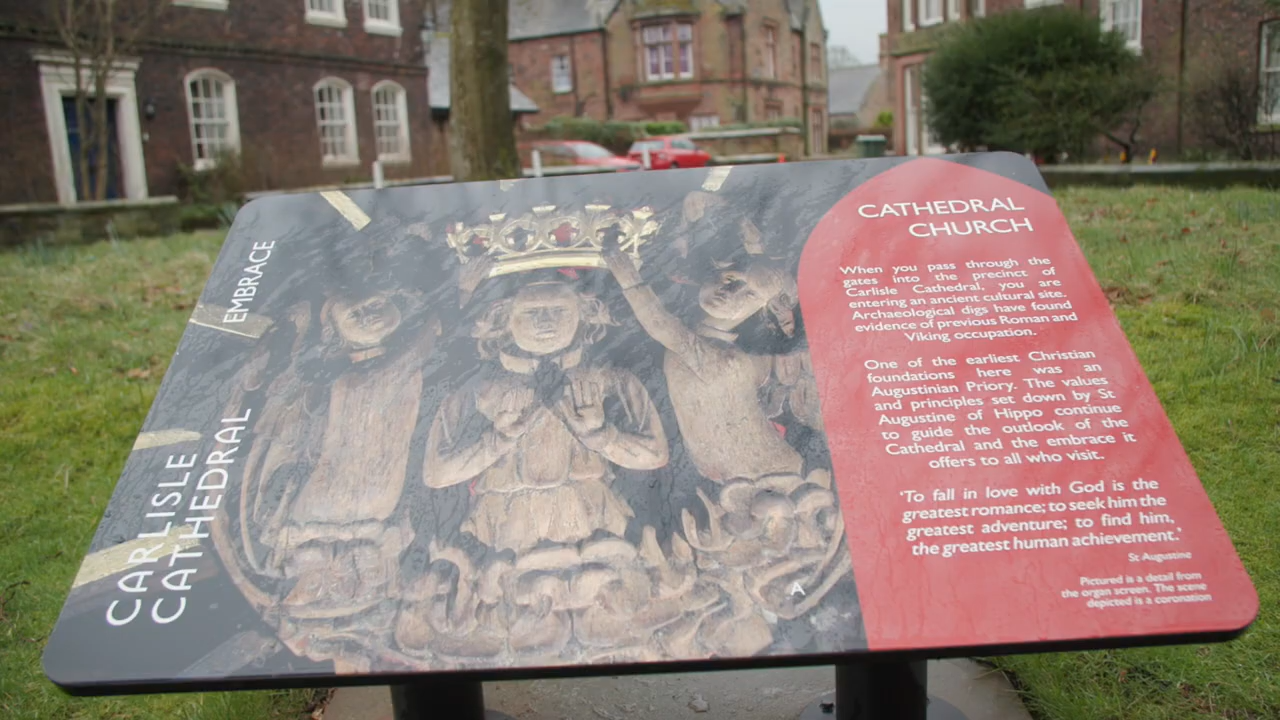 EMBRACE
CARLISLE
CATHEDRAL
A
CATHEDRAL
CHURCH
When you pass through the
gates into the precinct of
Carlisle Cathedral, you are
entering an ancient cultural site.
Archaeological digs have found
evidence of previous Roman and
Viking occupation.
One of the earliest Christian
foundations here was an
Augustinian Priory. The values
and principles set down by St
Augustine of Hippo continue
to guide the outlook of the
Cathedral and the embrace it
offers to all who visit.
'To fall in love with God is the
greatest romance; to seek him the
greatest adventure; to find him,
the greatest human achievement.'
St Augustine
Pictured is a detail from
the organ screen. The scene
depicted is a coronation